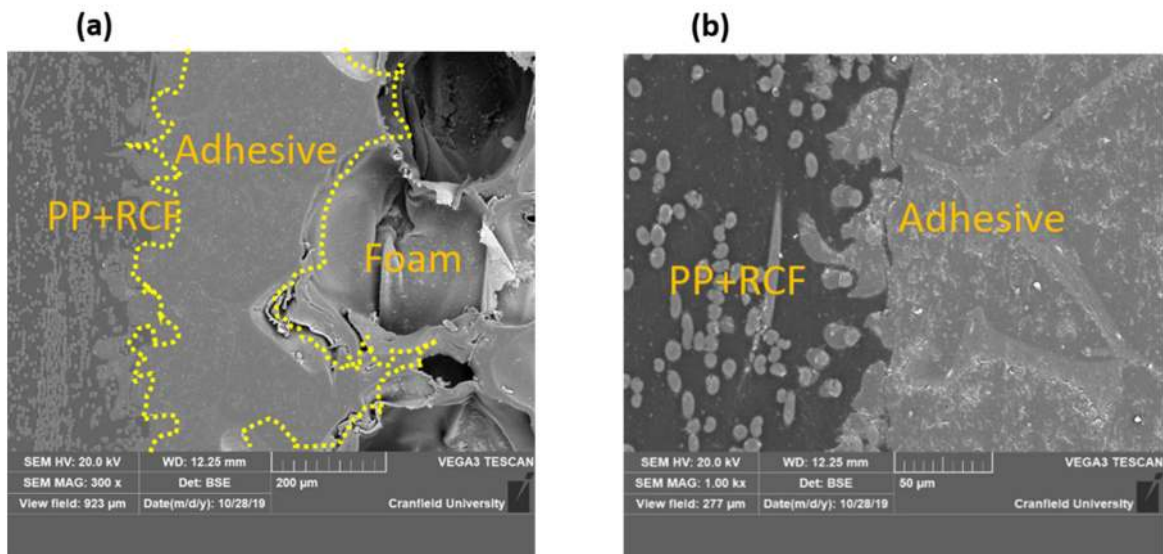 (a)
(b)
Adhesive
PP+RCF
Foam
SEM HV: 20.0 kV WD: 12.25 mm VEGA3 TESCAN
SEM MAG: 300 x Det: BSE 200 µm
View field: 923 µm Date(m/d/y): 10/28/19 Cranfield University
Adhesive
PP+RCF
SEM HV: 20.0 kV WD: 12.25 mm VEGA3 TESCAN
SEM MAG: 1.00 kx Det: BSE 50 µm
View field: 277 µm Date(m/d/y): 10/28/19 Cranfield University